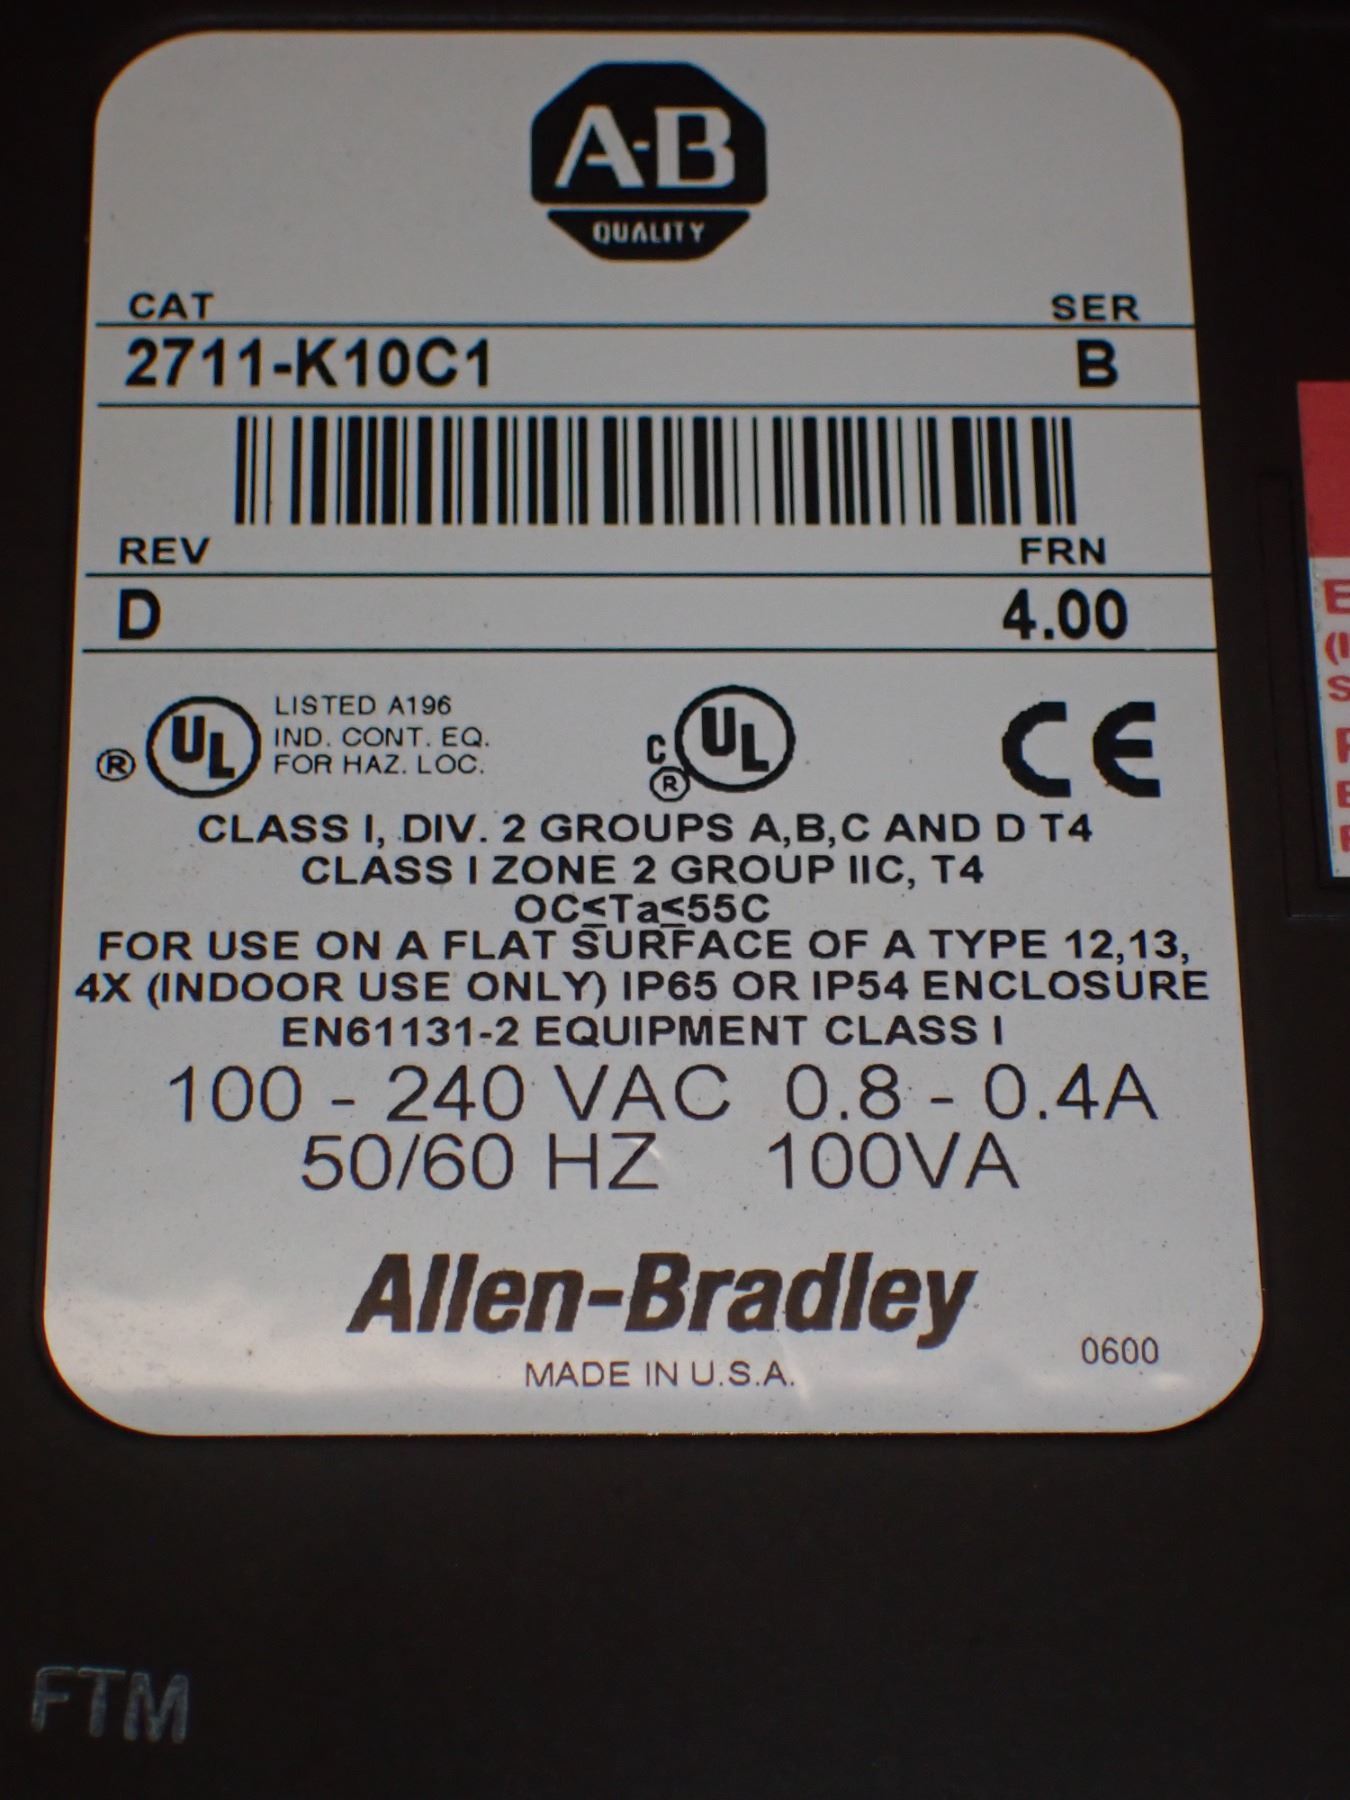 A-B
QUALITY
CAT SER
2711-K10C1 B
REV FRN
D 4.00
® UL LISTED A196
IND. CONT. EQ.
FOR HAZ. LOC.
C UL ®
CE
CLASS I, DIV. 2 GROUPS A,B,C AND D T4
CLASS I ZONE 2 GROUP IIC, T4
OC≤Ta≤55C
FOR USE ON A FLAT SURFACE OF A TYPE 12,13,
4X (INDOOR USE ONLY) IP65 OR IP54 ENCLOSURE
EN61131-2 EQUIPMENT CLASS I
100 - 240 VAC 0.8 - 0.4A
50/60 HZ 100VA
Allen-Bradley
MADE IN U.S.A.
0600
FTM